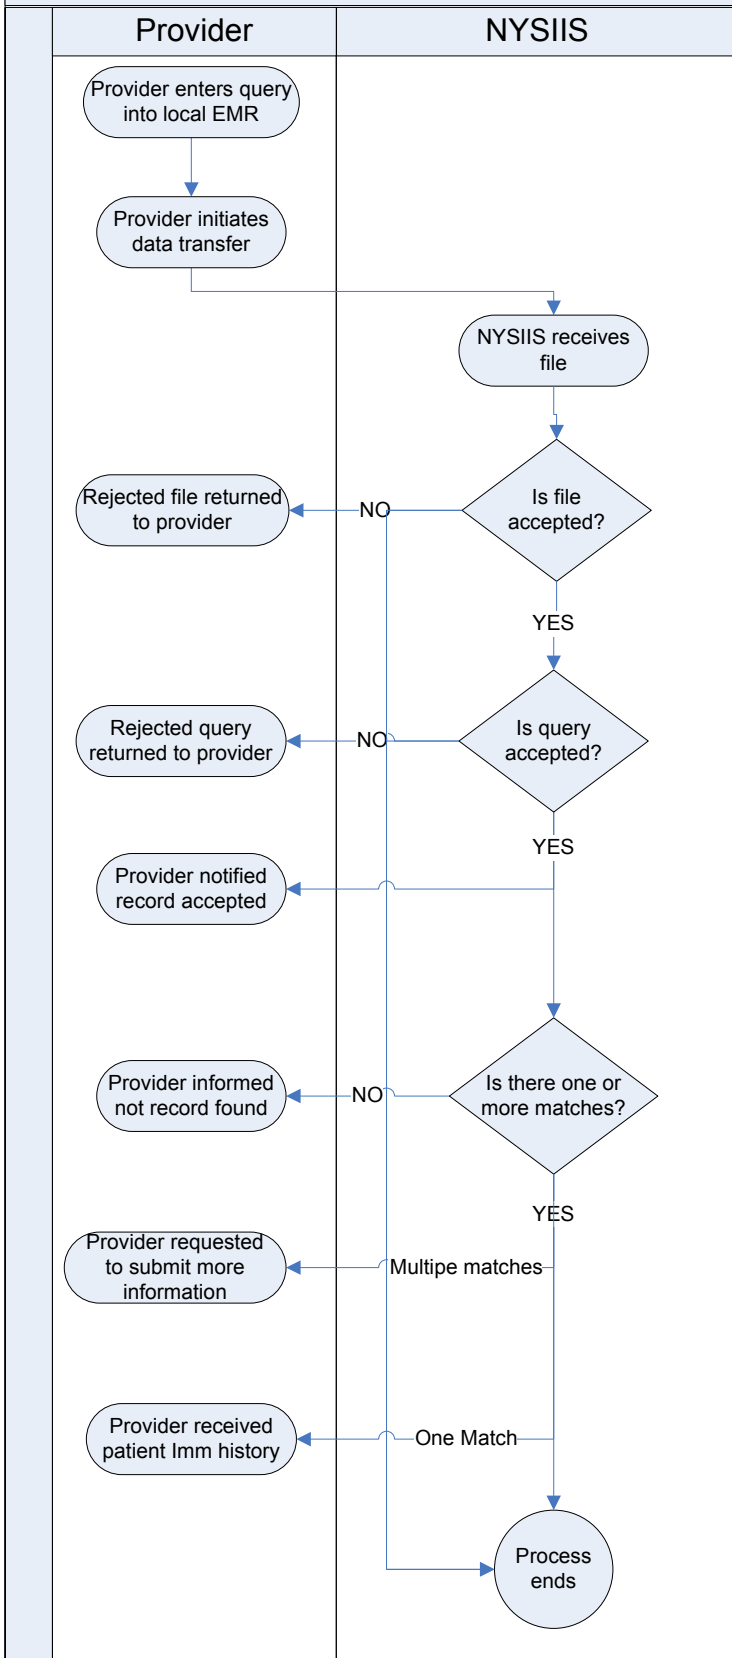 Provider
NYSIIS
Provider enters query
into local EMR
Provider initiates
data transfer
NYSIIS receives
file
Is file
accepted?
NO
Rejected file returned
to provider
YES
Is query
accepted?
NO
Rejected query
returned to provider
YES
Provider notified
record accepted
Is there one or
more matches?
NO
Provider informed
not record found
YES
Multipe matches
Provider requested
to submit more
information
One Match
Provider received
patient Imm history
Process
ends